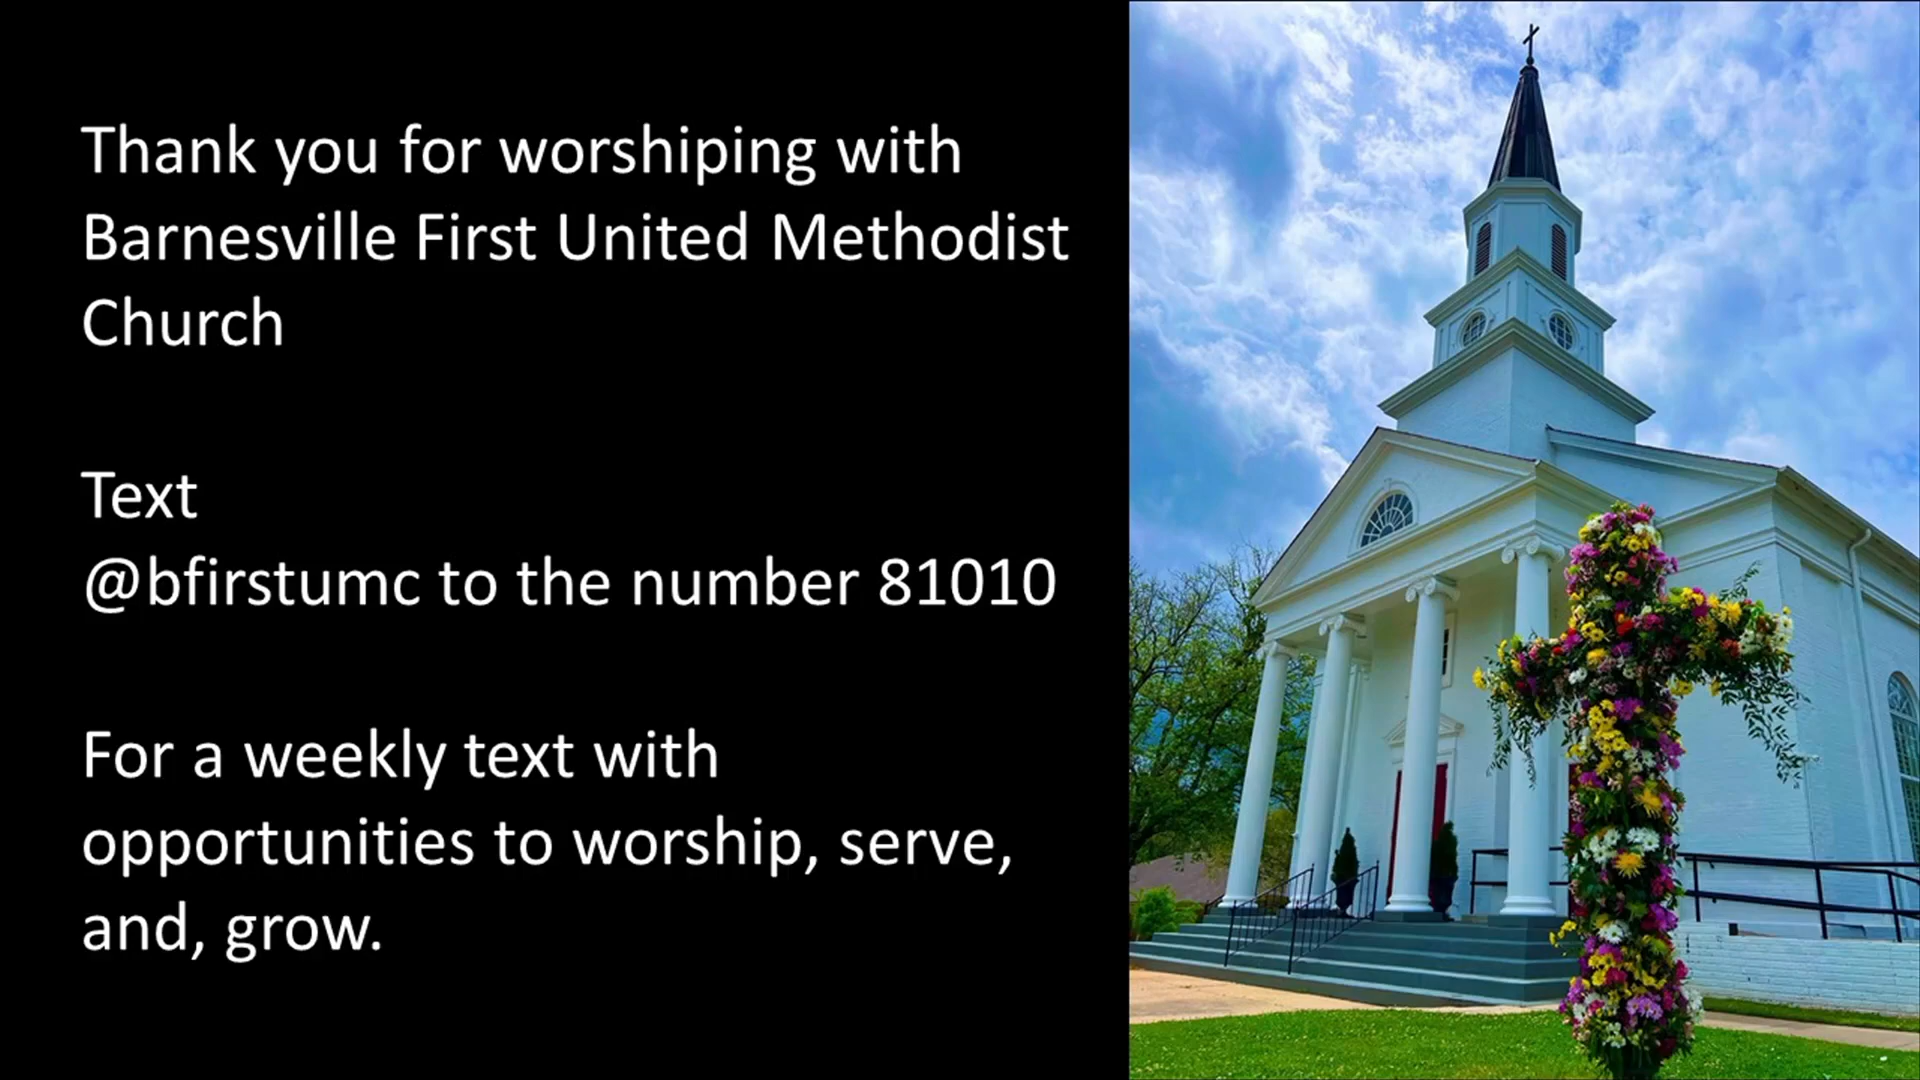 Thank you for worshiping with
Barnesville First United Methodist
Church
Text
@bfirstumc to the number 81010
For a weekly text with
opportunities to worship, serve,
and, grow.